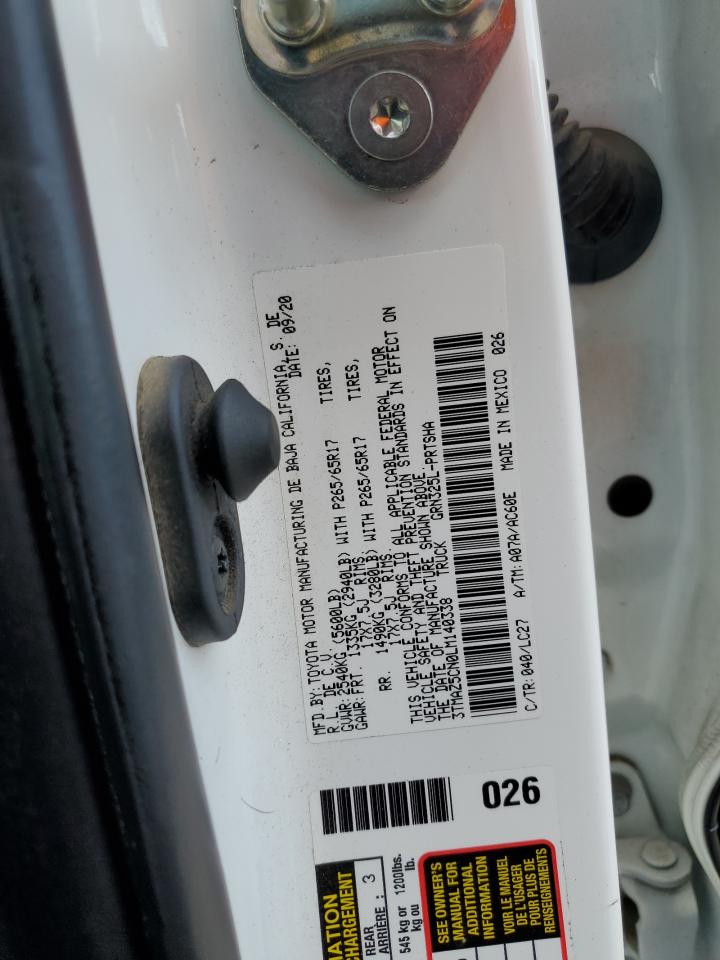 MFD.BY:TOYOTA MOTOR MANUFACTURING DE BAJA CALIFORNIA, S. DE
R.L. DE C.V. DATE: 09/20
GVWR: 2540KG (5600LB)
GAWR: FRT. 1335KG (2940LB) WITH P265/65R17 TIRES,
17X7.5J RIMS
RR. 1490KG (3280LB) WITH P265/65R17 TIRES,
17X7.5J RIMS.
THIS VEHICLE CONFORMS TO ALL APPLICABLE FEDERAL MOTOR
VEHICLE SAFETY AND THEFT PREVENTION STANDARDS IN EFFECT ON
THE DATE OF MANUFACTURE SHOWN ABOVE.
3TMAZ5CN0LM140338 TRUCK GRN325L-PRTSHA
C/TR: 040/LC27 A/TM: A07A/AC60E MADE IN MEXICO 026
026
MATION
CHARGEMENT
REAR
ARRIÈRE : 3
545 kg or 1200lbs.
kg ou lb.
SEE OWNER'S
MANUAL FOR
ADDITIONAL
INFORMATION
VOIR LE MANUEL
DE L'USAGER
POUR PLUS DE
RENSEIGNEMENTS